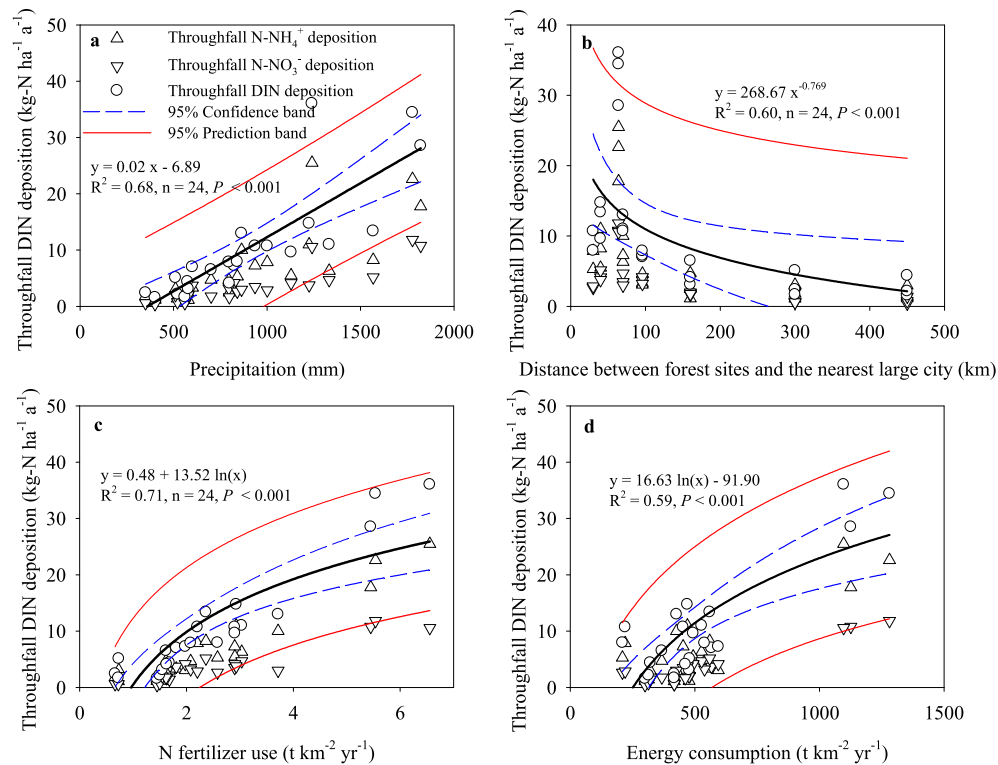 Throughfall DIN deposition (kg-N ha⁻¹ a⁻¹)
50
40
30
20
10
0
a
Throughfall N-NH₄⁺ deposition
Throughfall N-NO₃⁻ deposition
Throughfall DIN deposition
95% Confidence band
95% Prediction band
y = 0.02 x - 6.89
R² = 0.68, n = 24, P < 0.001
0 500 1000 1500 2000
Precipitaition (mm)
Throughfall DIN deposition (kg-N ha⁻¹ a⁻¹)
50
40
30
20
10
0
b
y = 268.67 x⁻⁰·⁷⁶⁹
R² = 0.60, n = 24, P < 0.001
0 100 200 300 400 500
Distance between forest sites and the nearest large city (km)
Throughfall DIN deposition (kg-N ha⁻¹ a⁻¹)
50
40
30
20
10
0
c
y = 0.48 + 13.52 ln(x)
R² = 0.71, n = 24, P < 0.001
0 2 4 6
N fertilizer use (t km⁻² yr⁻¹)
Throughfall DIN deposition (kg-N ha⁻¹ a⁻¹)
50
40
30
20
10
0
d
y = 16.63 ln(x) - 91.90
R² = 0.59, P < 0.001
0 500 1000 1500
Energy consumption (t km⁻² yr⁻¹)